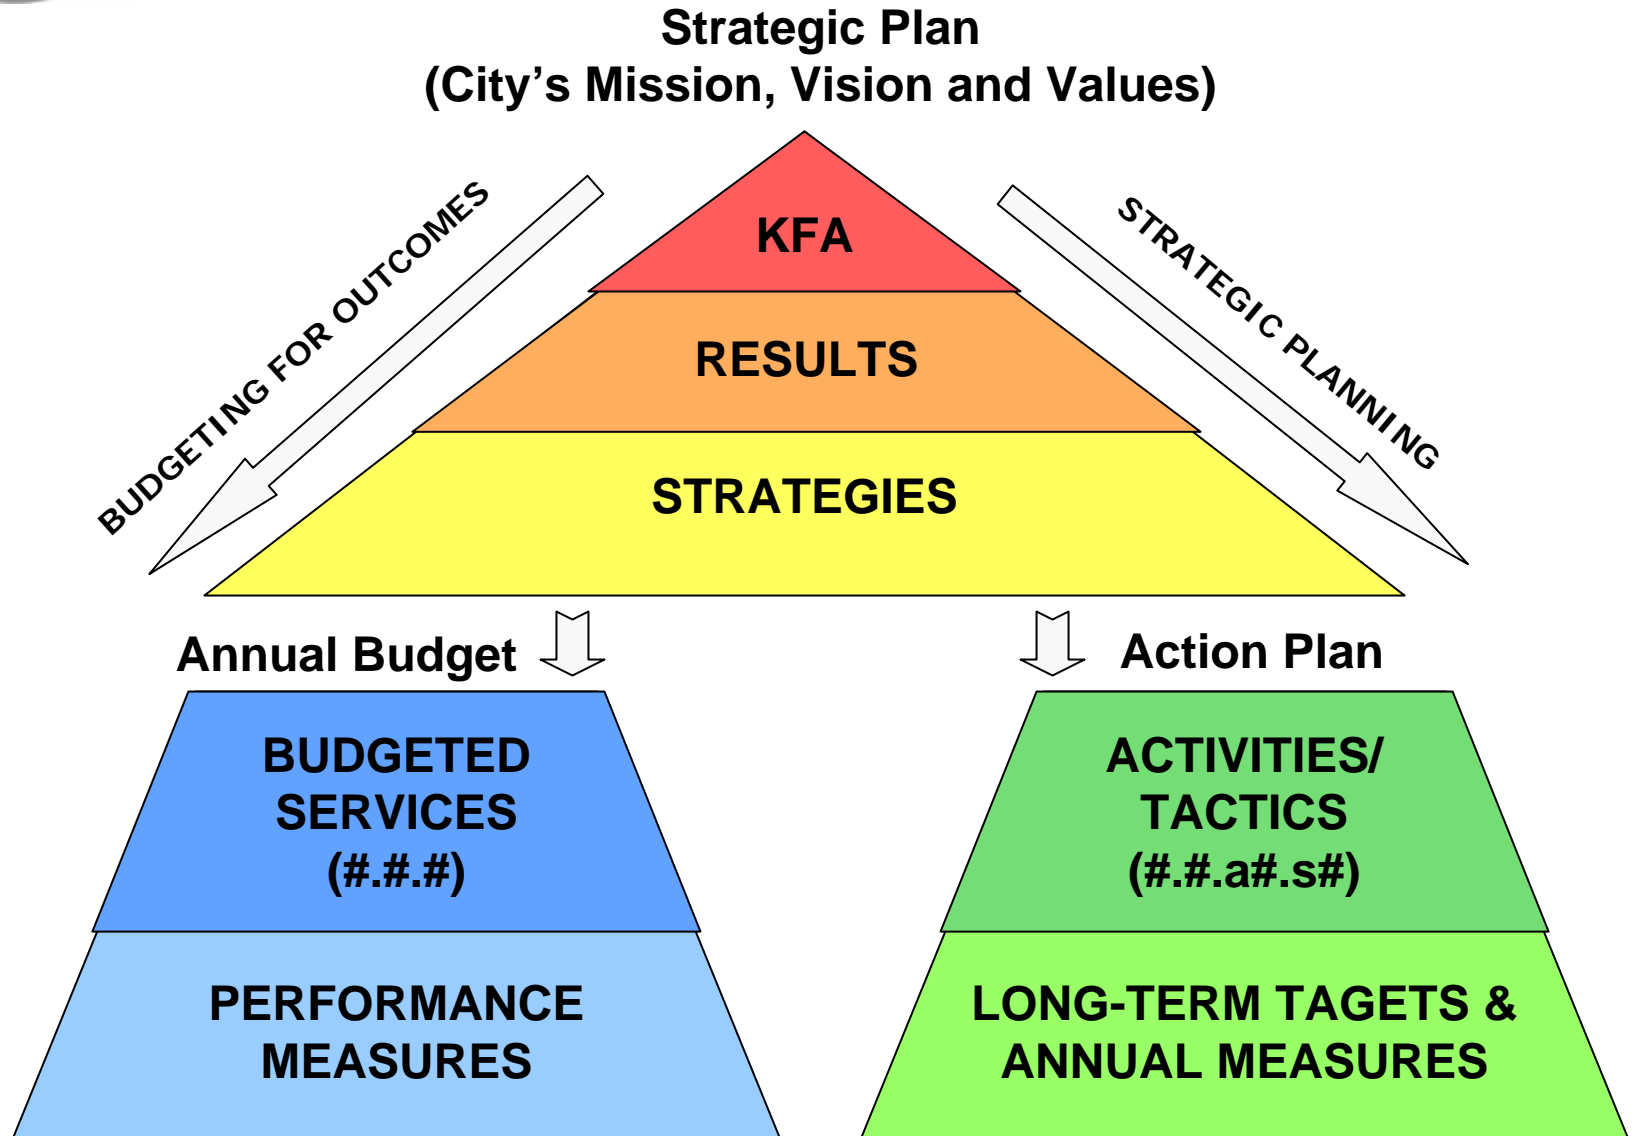 Strategic Plan
(City’s Mission, Vision and Values)
BUDGETING FOR OUTCOMES
STRATEGIC PLANNING
KFA
RESULTS
STRATEGIES
Annual Budget
Action Plan
BUDGETED
SERVICES
(#.#.#)
PERFORMANCE
MEASURES
ACTIVITIES/
TACTICS
(#.#.a#.s#)
LONG-TERM TAGETS &
ANNUAL MEASURES